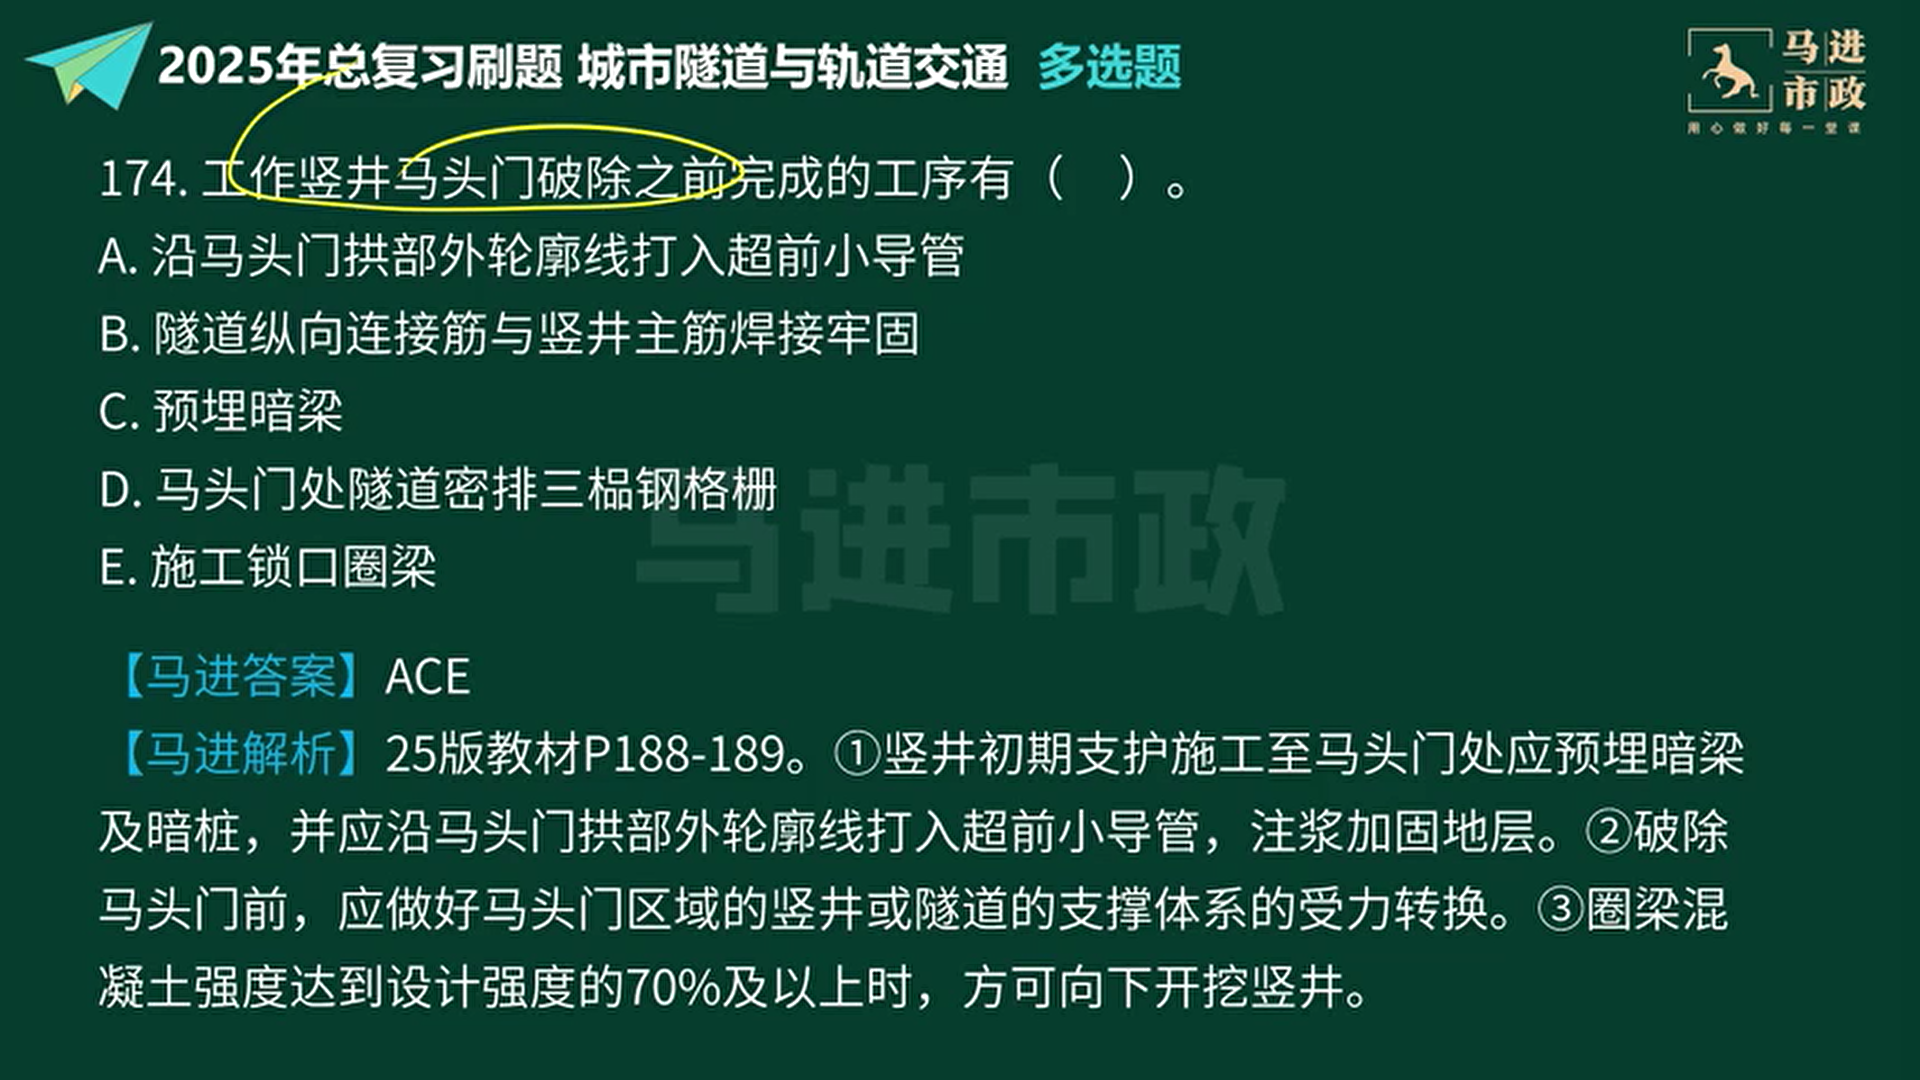 2025年总复习刷题 城市隧道与轨道交通 多选题
马进
市政
用心做好每一堂课
174. 工作竖井马头门破除之前完成的工序有（ ）。
A. 沿马头门拱部外轮廓线打入超前小导管
B. 隧道纵向连接筋与竖井主筋焊接牢固
C. 预埋暗梁
D. 马头门处隧道密排三榀钢格栅
E. 施工锁口圈梁
马进市政
【马进答案】ACE
【马进解析】25版教材P188-189。①竖井初期支护施工至马头门处应预埋暗梁
及暗桩，并应沿马头门拱部外轮廓线打入超前小导管，注浆加固地层。②破除
马头门前，应做好马头门区域的竖井或隧道的支撑体系的受力转换。③圈梁混
凝土强度达到设计强度的70%及以上时，方可向下开挖竖井。